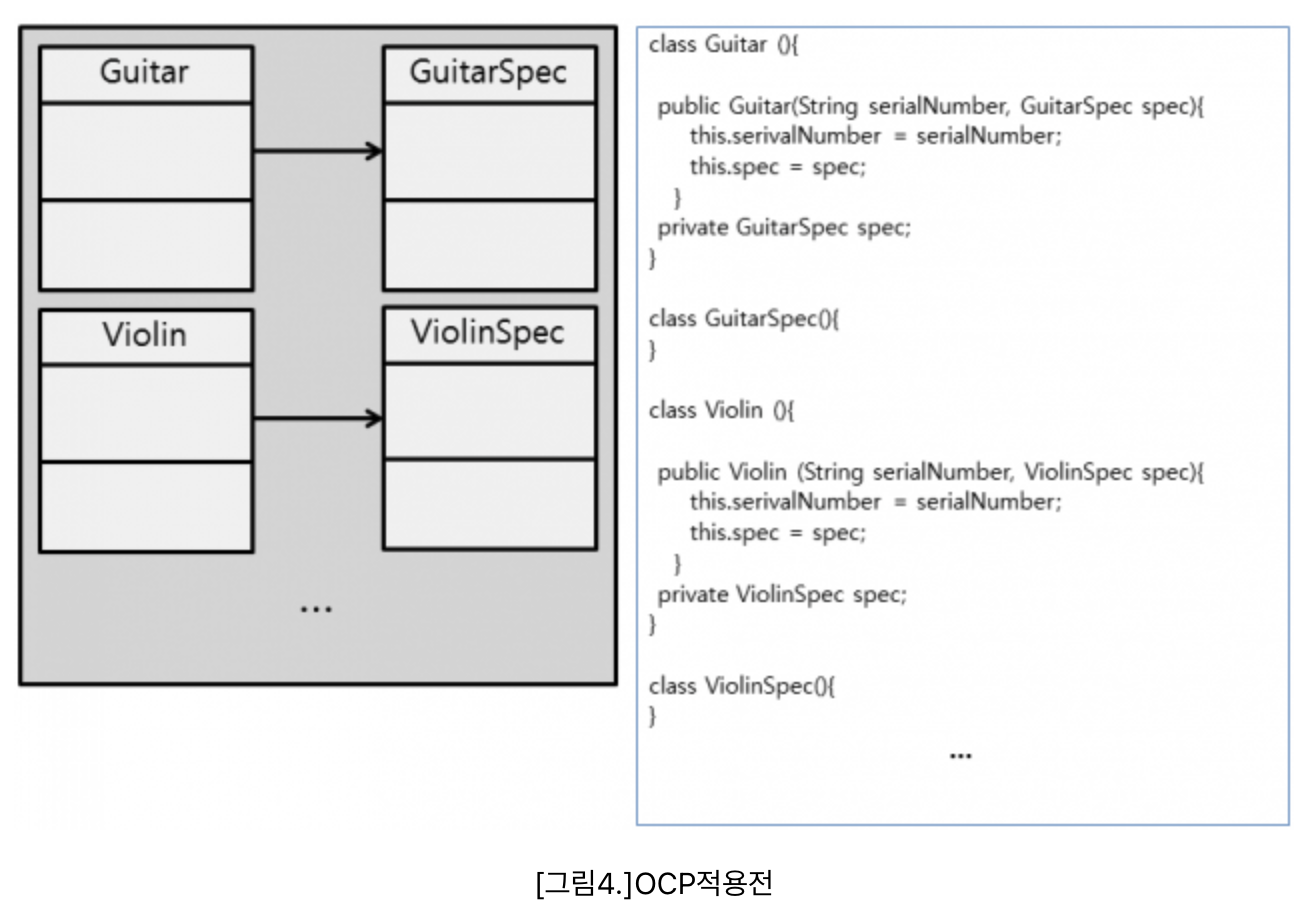 Guitar
GuitarSpec
Violin
ViolinSpec
...
class Guitar (){
public Guitar(String serialNumber, GuitarSpec spec){
this.serivalNumber = serialNumber;
this.spec = spec;
}
private GuitarSpec spec;
}
class GuitarSpec(){
}
class Violin (){
public Violin (String serialNumber, ViolinSpec spec){
this.serivalNumber = serialNumber;
this.spec = spec;
}
private ViolinSpec spec;
}
class ViolinSpec(){
}
...
[그림4.]OCP적용전